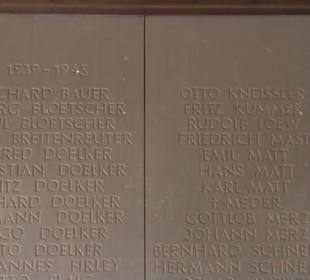 1939-1945
CHARD BAUER
RG BLOETSCHER
L BLOETSCHER
BREITENREUTER
RED DOELKER
STIAN DOELKER
ITZ DOELKER
HARD DOELKER
MANN DOELKER
GO DOELKER
TO DOELKER
ANNES FIRLEY
OTTO KNEISSLER
FRITZ KUMMER
RUDOLF LOEW
FRIEDRICH MAST
EMIL MATT
HANS MATT
KARL MATT
+ MEDER
GOTTLOB MERZ
JOHANN MERZ
BERNHARD SCHNE
HERMANN SCHNE